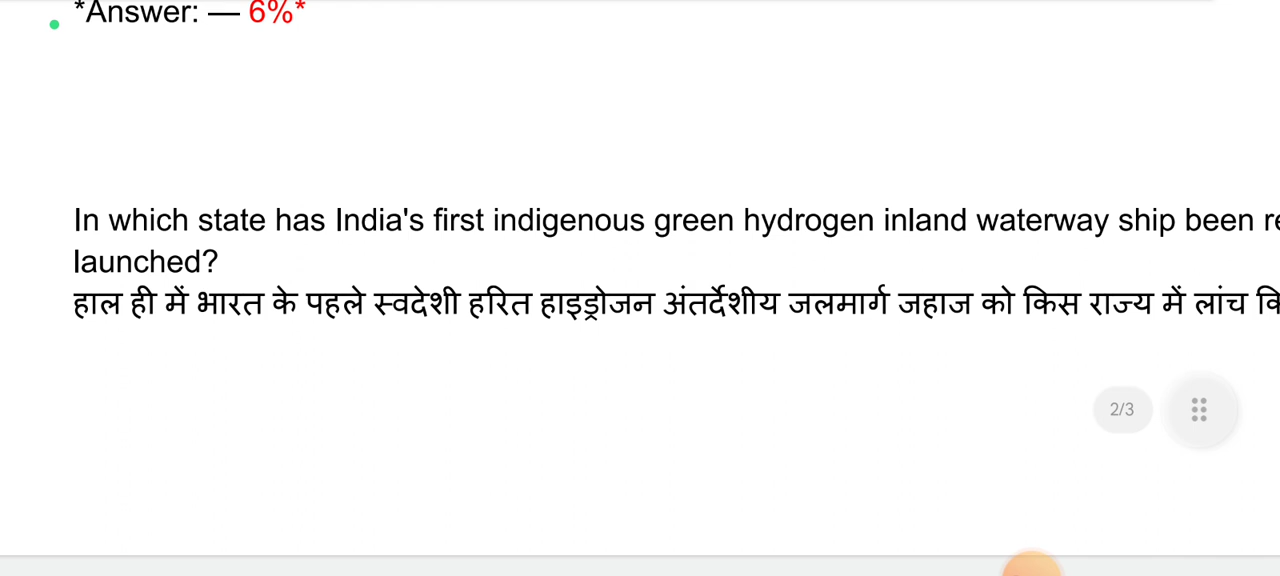 *Answer: — 6%*
In which state has India's first indigenous green hydrogen inland waterway ship been
launched?
हाल ही में भारत के पहले स्वदेशी हरित हाइड्रोजन अंतर्देशीय जलमार्ग जहाज को किस राज्य में लांच
2/3